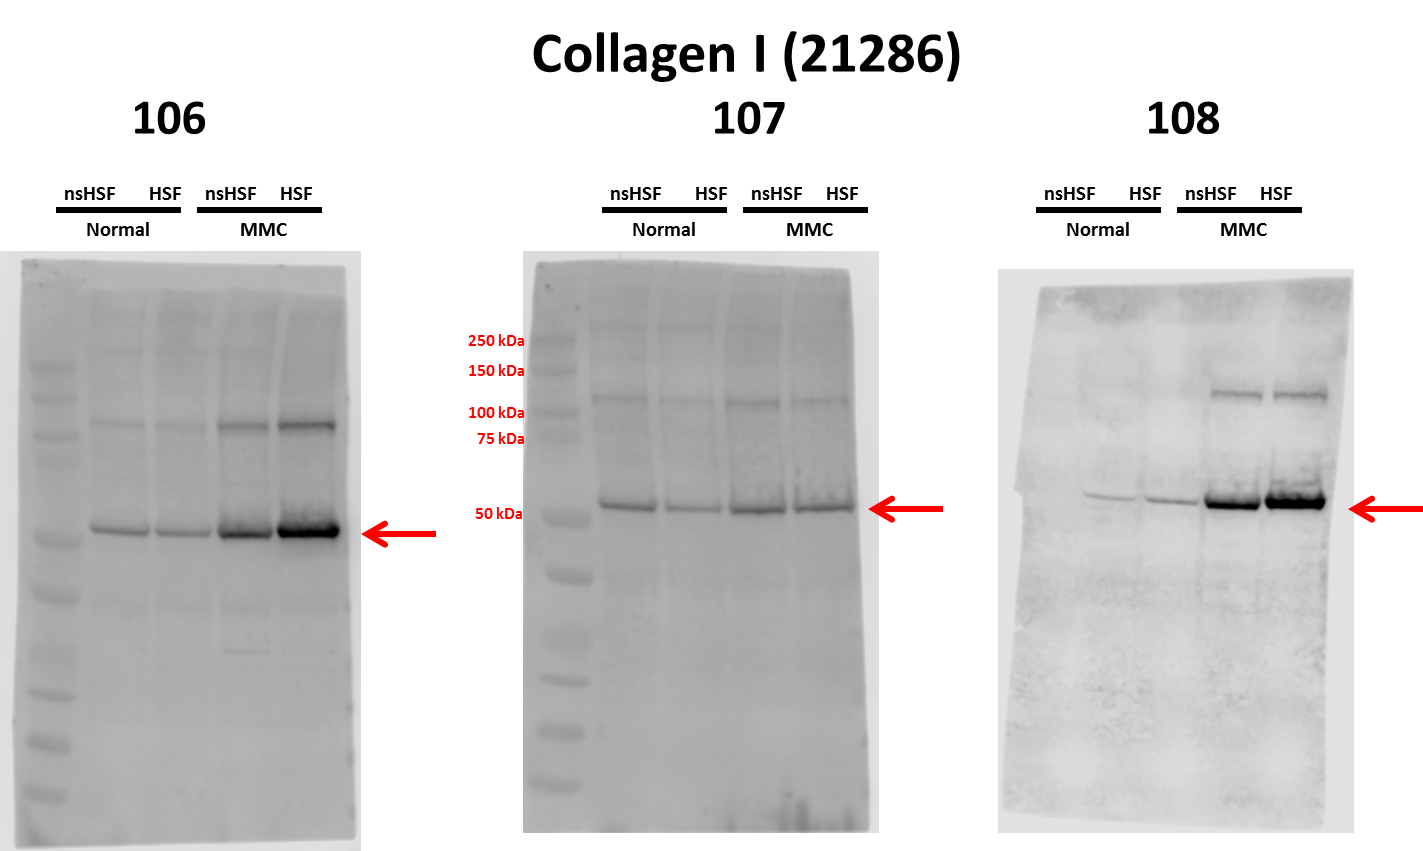 Collagen I (21286)
106
107
108
nsHSF HSF nsHSF HSF
Normal MMC
nsHSF HSF nsHSF HSF
Normal MMC
nsHSF HSF nsHSF HSF
Normal MMC
250 kDa
150 kDa
100 kDa
75 kDa
50 kDa